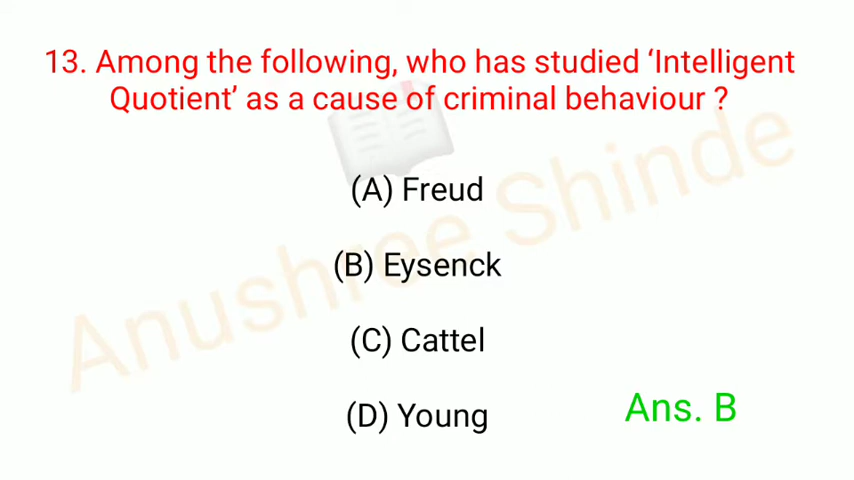 13. Among the following, who has studied ‘Intelligent
Quotient’ as a cause of criminal behaviour ?
(A) Freud
(B) Eysenck
(C) Cattel
(D) Young
Ans. B
Anushree Shinde